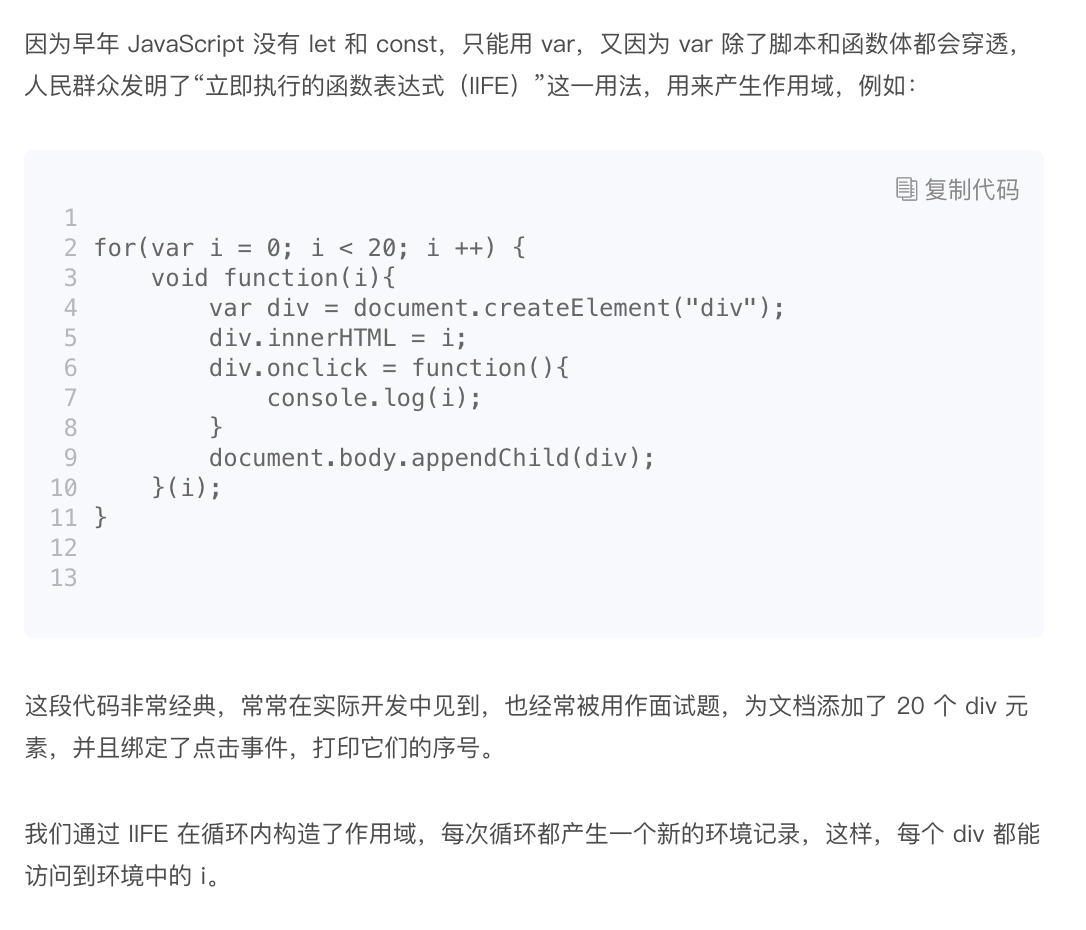 因为早年 JavaScript 没有 let 和 const，只能用 var，又因为 var 除了脚本和函数体都会穿透，
人民群众发明了“立即执行的函数表达式（IIFE）”这一用法，用来产生作用域，例如：
复制代码
1
2 for(var i = 0; i < 20; i ++) {
3     void function(i){
4         var div = document.createElement("div");
5         div.innerHTML = i;
6         div.onclick = function(){
7             console.log(i);
8         }
9         document.body.appendChild(div);
10     }(i);
11 }
12
13
这段代码非常经典，常常在实际开发中见到，也经常被用作面试题，为文档添加了 20 个 div 元
素，并且绑定了点击事件，打印它们的序号。
我们通过 IIFE 在循环内构造了作用域，每次循环都产生一个新的环境记录，这样，每个 div 都能
访问到环境中的 i。